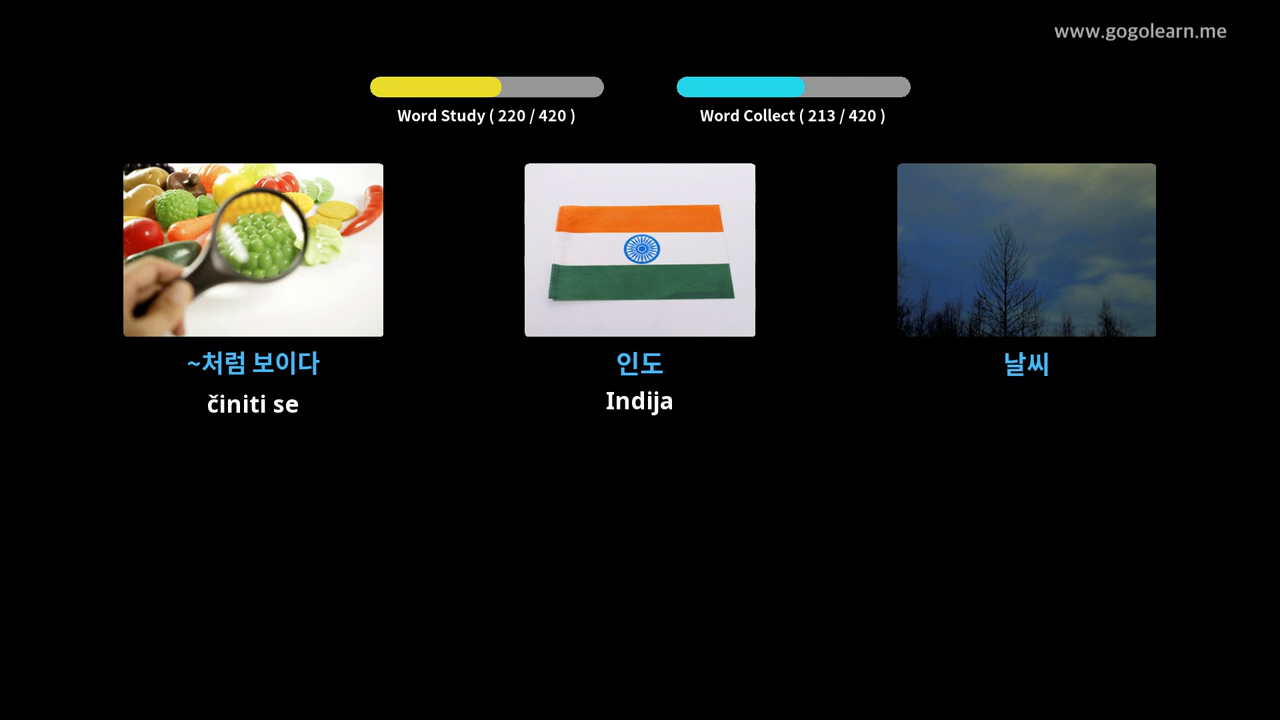 www.gogolearn.me
Word Study ( 220 / 420 )
Word Collect ( 213 / 420 )
~처럼 보이다
činiti se
인도
Indija
날씨